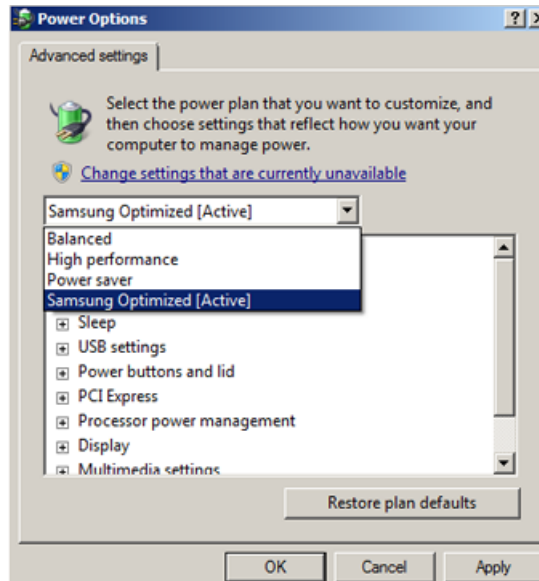 Power Options
Advanced settings
Select the power plan that you want to customize, and
then choose settings that reflect how you want your
computer to manage power.
Change settings that are currently unavailable
Samsung Optimized [Active]
Balanced
High performance
Power saver
Samsung Optimized [Active]
Sleep
USB settings
Power buttons and lid
PCI Express
Processor power management
Display
Multimedia settings
Restore plan defaults
OK Cancel Apply